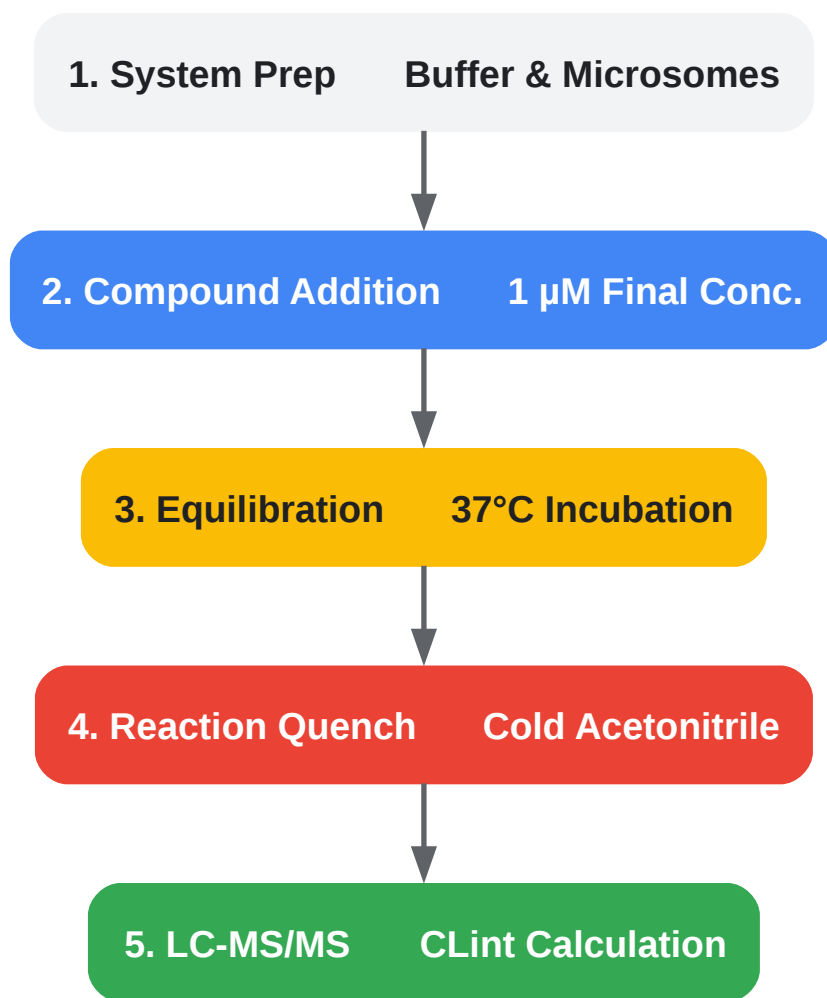 1. System Prep Buffer & Microsomes
2. Compound Addition 1 µM Final Conc.
3. Equilibration 37°C Incubation
4. Reaction Quench Cold Acetonitrile
5. LC-MS/MS CLint Calculation